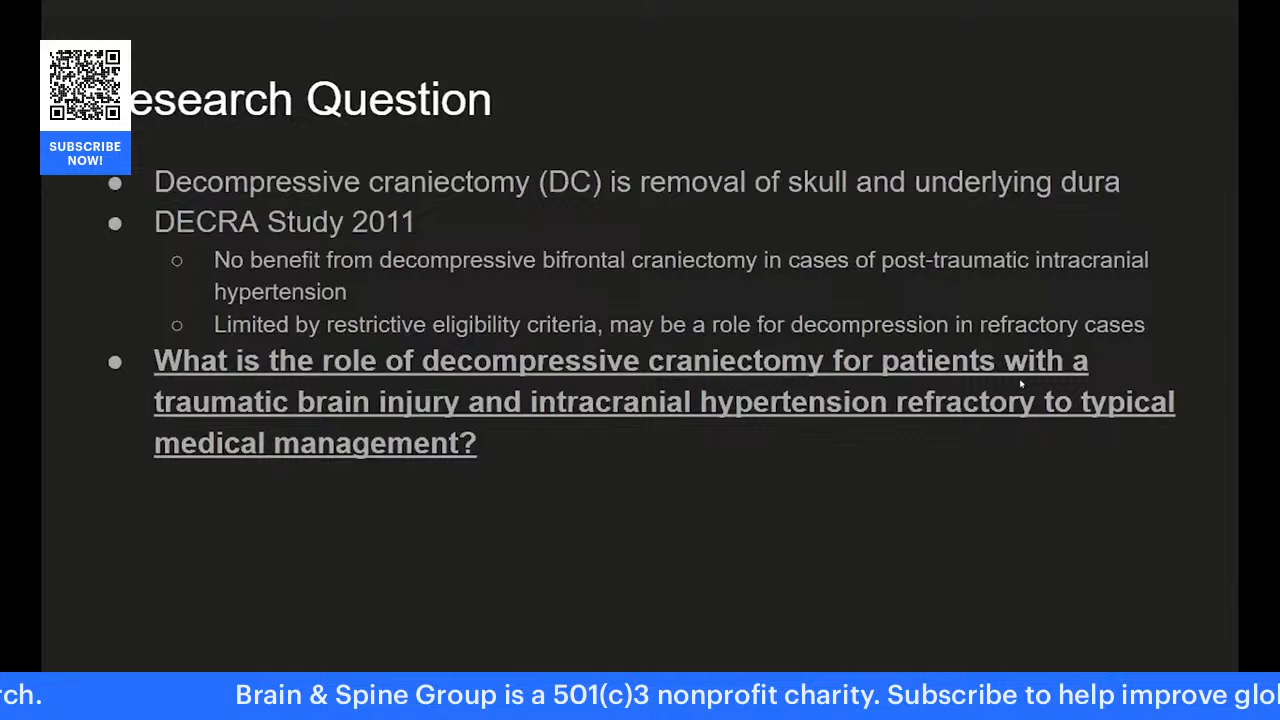 esearch Question
SUBSCRIBE
NOW!
Decompressive craniectomy (DC) is removal of skull and underlying dura
DECRA Study 2011
No benefit from decompressive bifrontal craniectomy in cases of post-traumatic intracranial
hypertension
Limited by restrictive eligibility criteria, may be a role for decompression in refractory cases
What is the role of decompressive craniectomy for patients with a
traumatic brain injury and intracranial hypertension refractory to typical
medical management?
rch. Brain & Spine Group is a 501(c)3 nonprofit charity. Subscribe to help improve glo